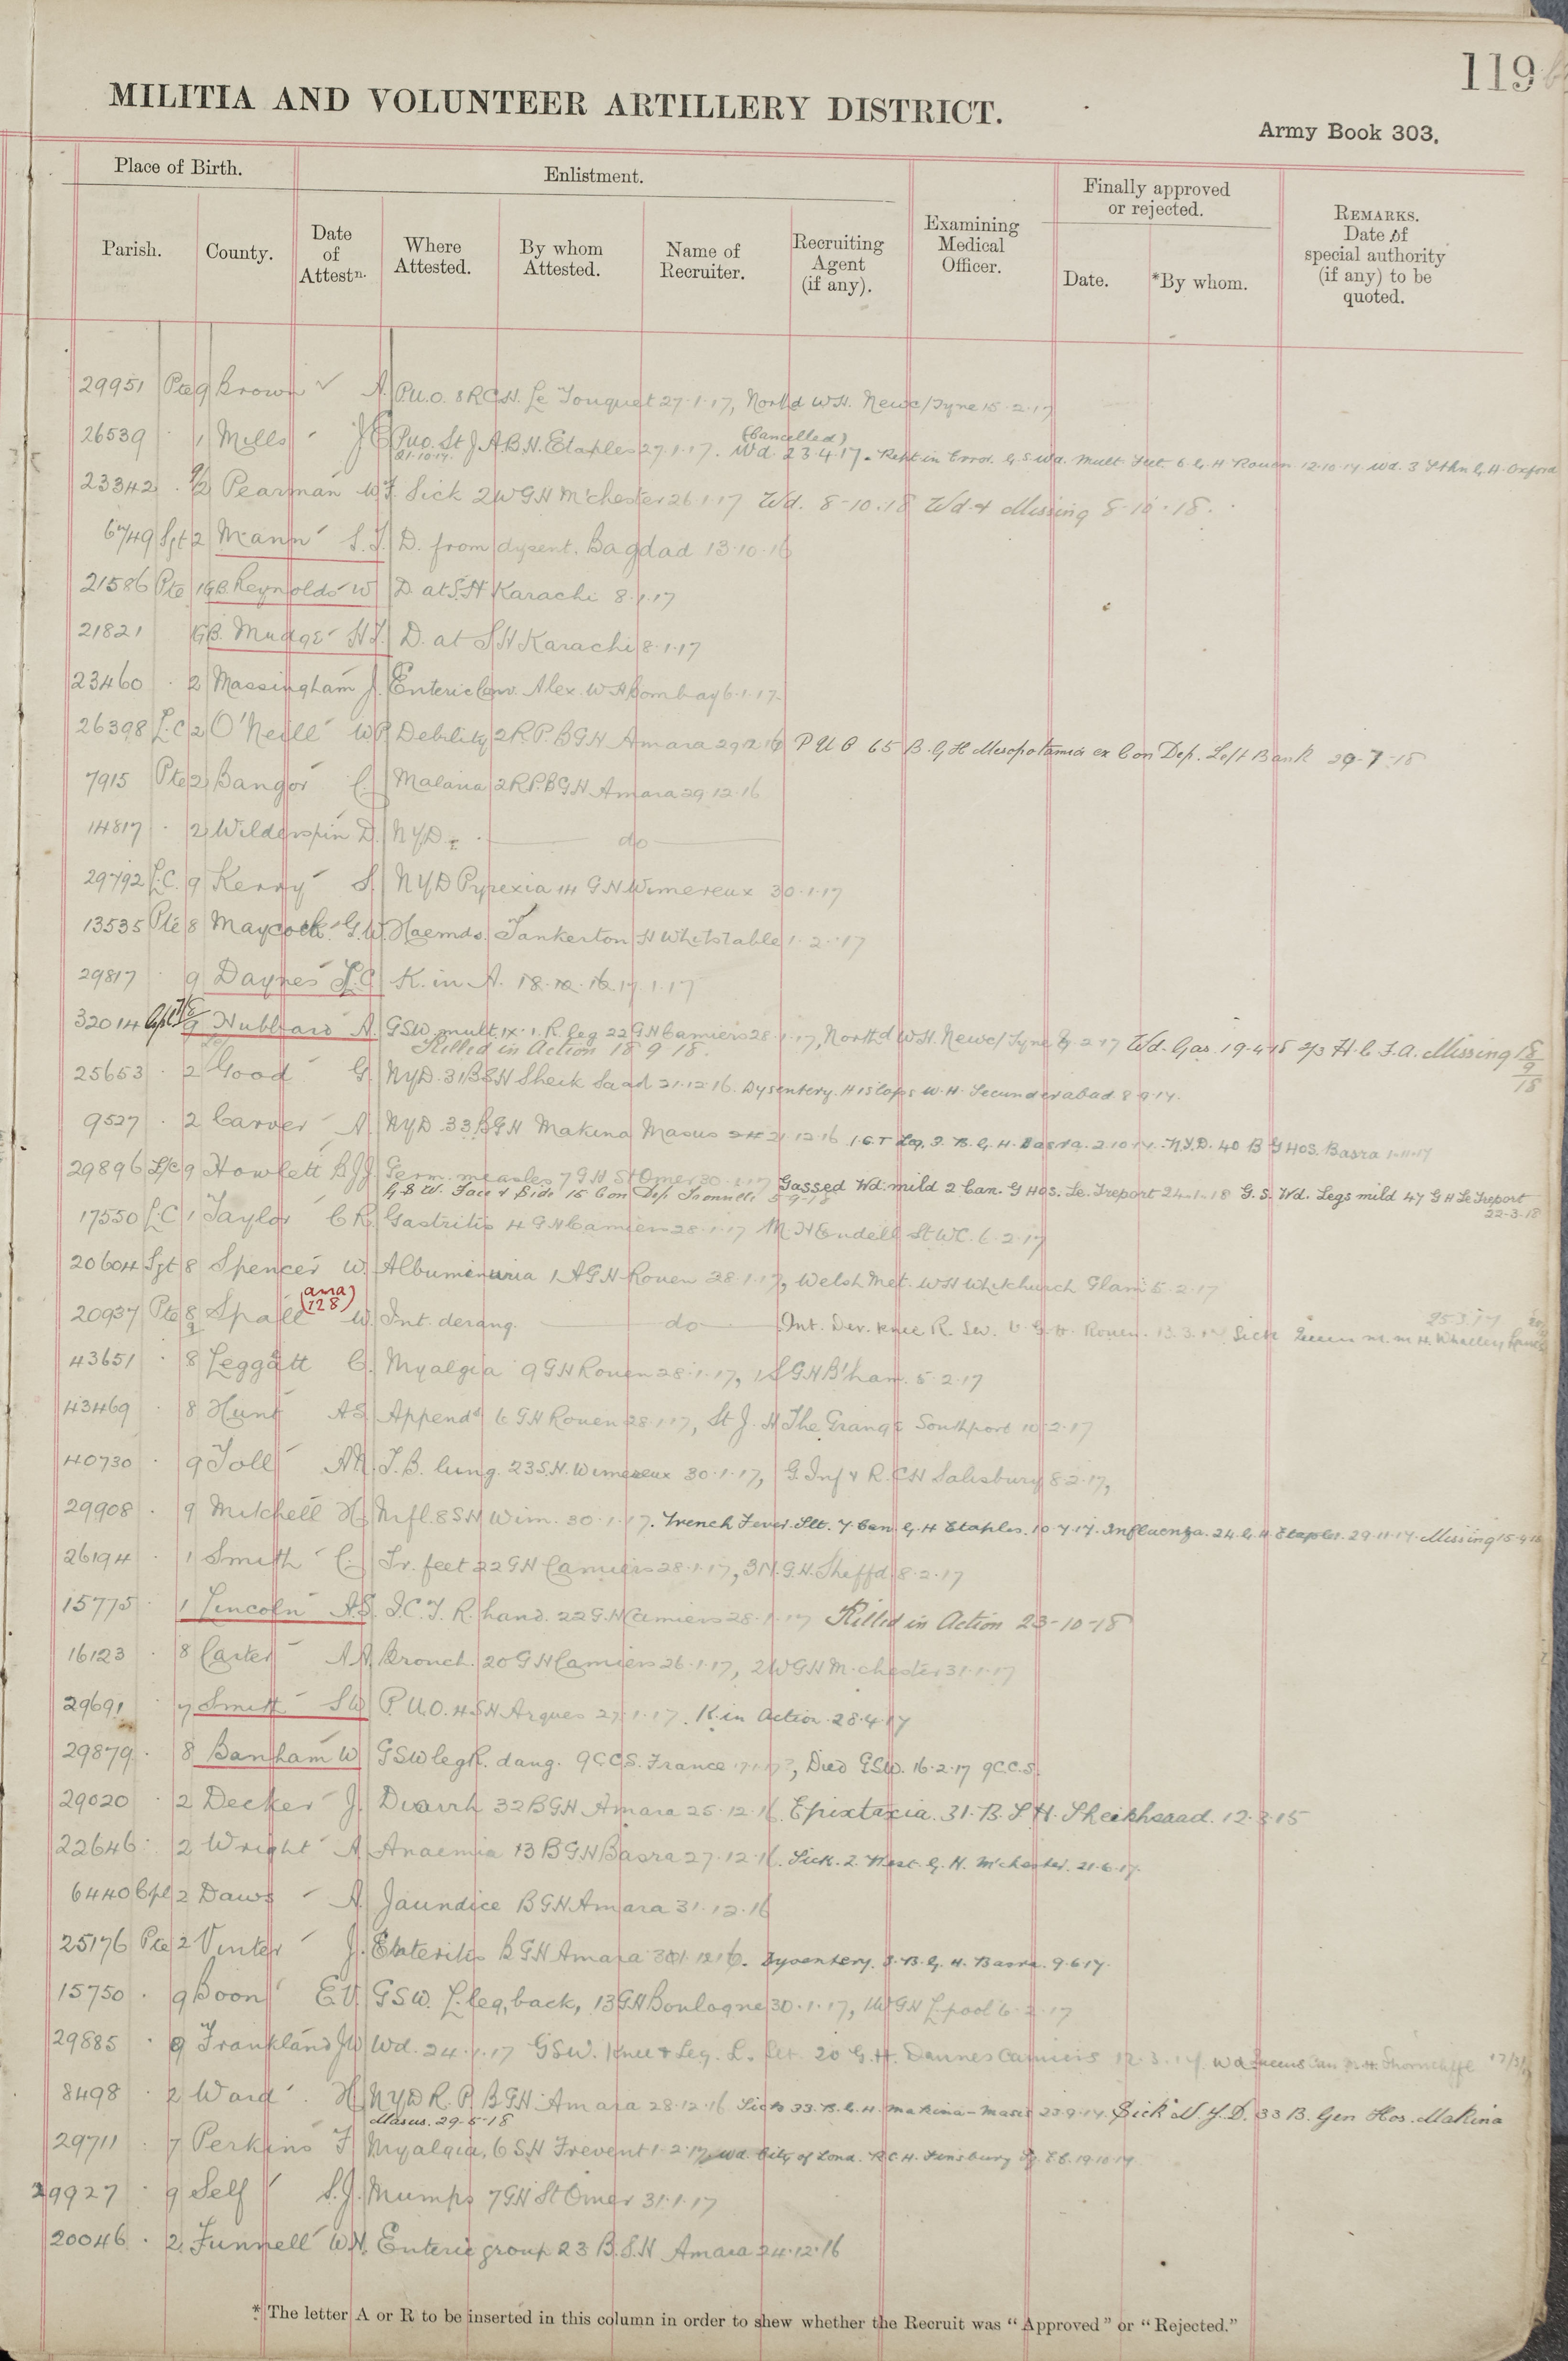 119
MILITIA AND VOLUNTEER ARTILLERY DISTRICT.
Army Book 303.
Place of Birth.
Enlistment.
Finally approved or rejected.
Parish.
County.
Date of Attestn.
Where Attested.
By whom Attested.
Name of Recruiter.
Recruiting Agent (if any).
Examining Medical Officer.
Date.
*By whom.
REMARKS. Date of special authority (if any) to be quoted.
29951 Pte 9 Brown A. P.U.O. 8 R.C.H. Le Touquet 27.1.17, North'd W.H. Newc/Tyne 15.2.17
(Cancelled)
26539 · 1 Mills J E Puo. St J.A.B.H. Etaples 27.1.17. Wd. 23.4.17. Rept in Error. G.S.Wd. Mult. 6 G.H Rouen 12.10.17 Wd. 3 Sthn G.H. Oxford
21.10.17.
23342 · 9/2 Pearman W.F. Sick 2 W G H M'chester 26.1.17 Wd. 8-10.18 Wd & Missing 8-10.18.
6749 Sgt 2 Mann S.J. D. from dysent. Bagdad 13.10.16
21586 Pte 1 G.B. Reynolds W D. at S.H Karachi 8.1.17
21821 G.B. Mudge H.J. D. at S H Karachi 8.1.17
23460 · 2 Massingham J. Enteric Conv. Alex. W H Bombay 6.1.17.
26398 L.C 2 O'Neill W P Debility 2 R.P. B G H Amara 29.12.16 P U O 65 B. G H Mesopotamia ex Con Dep. Left Bank 29-7-18
7915 Pte 2 Bangor C. Malaria 2 R.P. B G H Amara 29.12.16
14817 · 2 Wilderspin D. NYD. do
29792 L.C. 9 Kerry S. NYD Pyrexia 14 G H Wimereux 30.1.17
13535 Pte 8 Maycock G.W. Haemds. Tankerton H Whitstable 1.2.17
29817 · 9 Daynes L.C K. in A. 18.10.16. 17.1.17
32014 Cpl 7/8 9 Hubbard A. GSW. mult. 1x.1. R. leg 22 G H Camiers 28.1.17, North'd W.H. Newc/Tyne 2.17 Wd. Gas. 19-4-18 2/3 H.C.F.A. Missing 18/9/18
Killed in Action 18 9 18.
25653 · 2 Good G. NyD. 31 B S H Sheik Saad 21.12.16. Dysentery. Hislops W.H. Secunderabad. 8.9.17.
9527 · 2 Carver A. NYD 33 B G H Makina Masus 21 12 16 I.C.T Leg. 3. B. G. H. Basra. 2.10.17. N.Y.D. 40 B G Hos. Basra 1-11-17
29896 L/C 9 Howlett B J J. Germ. measles 7 G H St Omer 30.1.17 Gassed Wd: mild 2 Can. G Hos. Le. Treport 24-1-18 G. S. Wd. Legs mild 47 G H Le Treport
22-3-18
G S W. Face & Side 15 Con Dep Trouville 5-9-18
17550 L.C 1 Taylor C R. Gastritis 4 G H Camiers 28.1.17 M. H Endell St W.C. 6.2.17
20604 Sgt 8 Spencer W. Albuminuria 1 A G H Rouen 28.1.17, Welsh Met. W H Whitchurch Glam 5.2.17
(ama 128)
20937 Pte 8 Spall W. Int. derang. do Int. Der. knee R. Sev. 6 G H. Rouen. 13.3.17 Sick Queen M. M H. Whalley Lancs
25.3.17
43651 · 8 Leggatt C. Myalgia 9 G H Rouen 28.1.17, 1 S G H B'ham. 5.2.17
43469 · 8 Hunt A S. Appends 6 G H Rouen 28.1.17, St J. H The Grange Southport 10.2.17
40730 · 9 Toll A R. T.B. lung. 23 S.H. Wimereux 30.1.17, G. Inf & R. C H Salisbury 8.2.17,
29908 · 9 Mitchell H Infl. 8 S H Wim. 30.1.17. Trench Fever. Slt. 7 Can. G. H Etaples. 10.7.17. Influenza. 24 G. H Etaples. 29-11-17. Missing 15-4-18
26194 · 1 Smith C. Tr. feet 22 G H Camiers 28.1.17, 3 N. G. H. Sheffd 8.2.17
15775 · 1 Lincoln A S. I.C.T. R. hand. 22 G H Camiers 28.1.17 Killed in Action 23-10-18
16123 · 8 Carter A A. Bronch. 20 G H Camiers 26.1.17, 2 W G H M.chester 31.1.17
29691 · 7 Smith S W P.U.O. 4 S H Arques 27.1.17. K. in Action. 28.4.17
29879 · 8 Banham W GSW leg R. dang. 9 C C S. France 7.1.17, Died GSW. 16.2.17 9 C.C.S.
29020 · 2 Decker J. Diarrh 32 B G H Amara 25.12.16. Epixtaxia. 31. B. S. H. Sheikhsaad. 12.3.15
22646 · 2 Wright A Anaemia 13 B G H Basra 27.12.16. Sick. 2. West. G. H. M'chester. 21.6.17.
6440 Cpl 2 Daws A. Jaundice B G H Amara 31.12.16
25176 Pte 2 Vinter J. Enteritis B G H Amara 31.12.16. Dysentery. 3. B. G. H. Basra. 9.6.17.
15750 · 9 Boon E.V. GSW. L. leg, back, 13 G H Boulogne 30.1.17, 1 W G H L'pool 6.2.17
29885 · 9 Frankland J W Wd. 24.1.17 GSW. Knee & Leg. L. 20 G. H. Dannes Camiers 12.3.17. Wd Queens Can. M.H. Shorncliffe 17/3/17
8498 · 2 Ward H NYD R. P. B G H Amara 28.12.16 Sick 33. B. G. H. Makina-Masus 23.9.17. Sick N. Y. D. 33 B. Gen Hos. Makina
Masus. 29-5-18
29711 · 7 Perkins F Myalgia. 6 S H Frevent 1.2.17, Wd. City of Lond. R.C.H. Finsbury Sq. E.C. 19.10.17
29927 · 9 Self S.J. Mumps 7 G H St Omer 31.1.17
20046 · 2 Funnell W H. Enteric group 23 B.S.H Amara 24.12.16
* The letter A or R to be inserted in this column in order to shew whether the Recruit was “Approved” or “Rejected.”